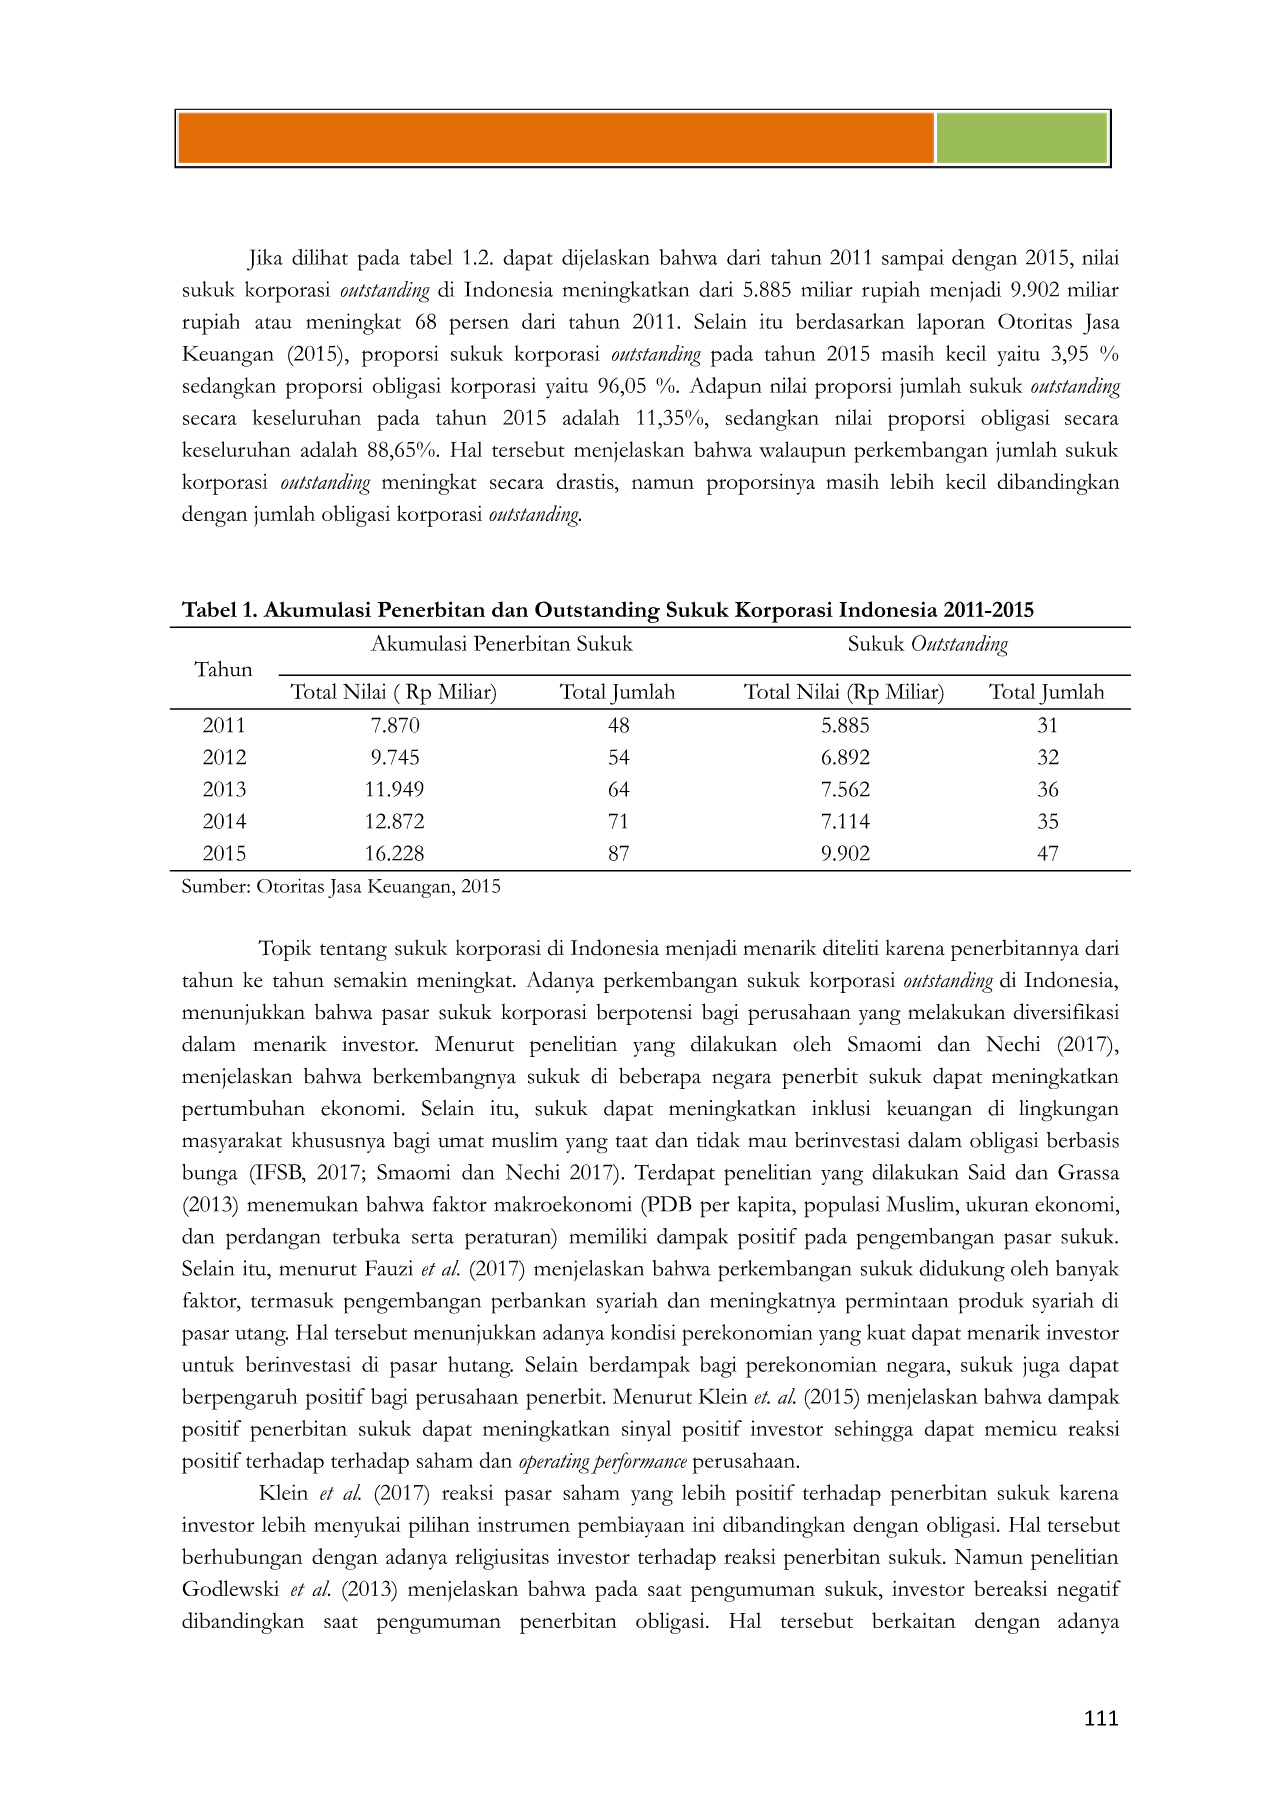 Jika dilihat pada tabel 1.2. dapat dijelaskan bahwa dari tahun 2011 sampai dengan 2015, nilai
sukuk korporasi outstanding di Indonesia meningkatkan dari 5.885 miliar rupiah menjadi 9.902 miliar
rupiah atau meningkat 68 persen dari tahun 2011. Selain itu berdasarkan laporan Otoritas Jasa
Keuangan (2015), proporsi sukuk korporasi outstanding pada tahun 2015 masih kecil yaitu 3,95 %
sedangkan proporsi obligasi korporasi yaitu 96,05 %. Adapun nilai proporsi jumlah sukuk outstanding
secara keseluruhan pada tahun 2015 adalah 11,35%, sedangkan nilai proporsi obligasi secara
keseluruhan adalah 88,65%. Hal tersebut menjelaskan bahwa walaupun perkembangan jumlah sukuk
korporasi outstanding meningkat secara drastis, namun proporsinya masih lebih kecil dibandingkan
dengan jumlah obligasi korporasi outstanding.
Tabel 1. Akumulasi Penerbitan dan Outstanding Sukuk Korporasi Indonesia 2011-2015
Tahun Akumulasi Penerbitan Sukuk Sukuk Outstanding
Total Nilai ( Rp Miliar) Total Jumlah Total Nilai (Rp Miliar) Total Jumlah
2011 7.870 48 5.885 31
2012 9.745 54 6.892 32
2013 11.949 64 7.562 36
2014 12.872 71 7.114 35
2015 16.228 87 9.902 47
Sumber: Otoritas Jasa Keuangan, 2015
Topik tentang sukuk korporasi di Indonesia menjadi menarik diteliti karena penerbitannya dari
tahun ke tahun semakin meningkat. Adanya perkembangan sukuk korporasi outstanding di Indonesia,
menunjukkan bahwa pasar sukuk korporasi berpotensi bagi perusahaan yang melakukan diversifikasi
dalam menarik investor. Menurut penelitian yang dilakukan oleh Smaomi dan Nechi (2017),
menjelaskan bahwa berkembangnya sukuk di beberapa negara penerbit sukuk dapat meningkatkan
pertumbuhan ekonomi. Selain itu, sukuk dapat meningkatkan inklusi keuangan di lingkungan
masyarakat khususnya bagi umat muslim yang taat dan tidak mau berinvestasi dalam obligasi berbasis
bunga (IFSB, 2017; Smaomi dan Nechi 2017). Terdapat penelitian yang dilakukan Said dan Grassa
(2013) menemukan bahwa faktor makroekonomi (PDB per kapita, populasi Muslim, ukuran ekonomi,
dan perdangan terbuka serta peraturan) memiliki dampak positif pada pengembangan pasar sukuk.
Selain itu, menurut Fauzi et al. (2017) menjelaskan bahwa perkembangan sukuk didukung oleh banyak
faktor, termasuk pengembangan perbankan syariah dan meningkatnya permintaan produk syariah di
pasar utang. Hal tersebut menunjukkan adanya kondisi perekonomian yang kuat dapat menarik investor
untuk berinvestasi di pasar hutang. Selain berdampak bagi perekonomian negara, sukuk juga dapat
berpengaruh positif bagi perusahaan penerbit. Menurut Klein et. al. (2015) menjelaskan bahwa dampak
positif penerbitan sukuk dapat meningkatkan sinyal positif investor sehingga dapat memicu reaksi
positif terhadap terhadap saham dan operating performance perusahaan.
Klein et al. (2017) reaksi pasar saham yang lebih positif terhadap penerbitan sukuk karena
investor lebih menyukai pilihan instrumen pembiayaan ini dibandingkan dengan obligasi. Hal tersebut
berhubungan dengan adanya religiusitas investor terhadap reaksi penerbitan sukuk. Namun penelitian
Godlewski et al. (2013) menjelaskan bahwa pada saat pengumuman sukuk, investor bereaksi negatif
dibandingkan saat pengumuman penerbitan obligasi. Hal tersebut berkaitan dengan adanya
111